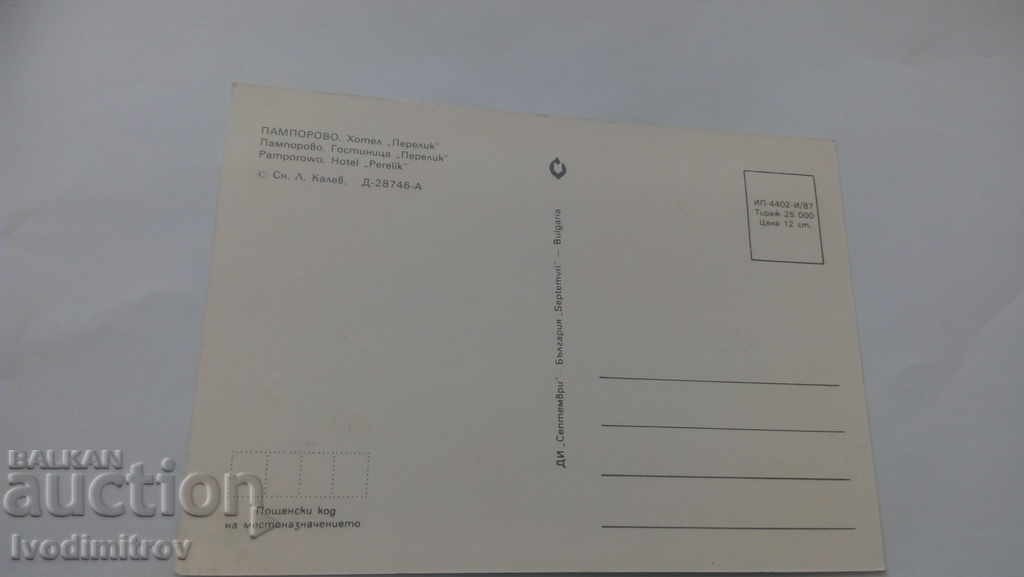 ПАМПОРОВО. Хотел „Перелик"
Пампорово. Гостиница „Перелик"
Pamporowo. Hotel „Perelik"
© Сн. Л. Калев, Д-28746-А
ИП-4402-И/87
Тираж 25 000
Цена 12 ст.
ДИ „Септември" България „Septemvri" — Bulgaria
Пощенски код
на местоназначението
BALKAN
auction
Ivodimitrov